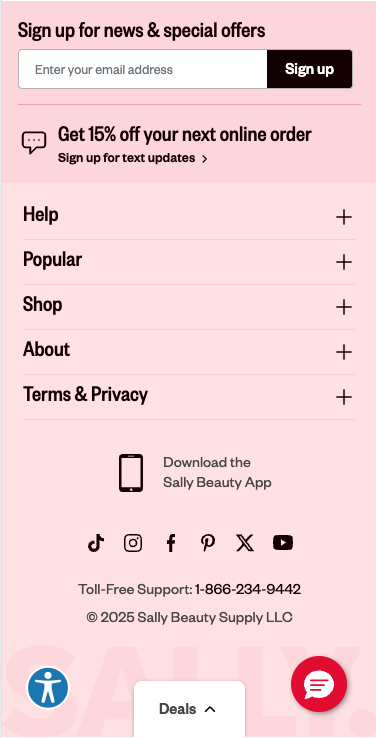 Sign up for news & special offers
Enter your email address
Sign up
Get 15% off your next online order
Sign up for text updates
Help
Popular
Shop
About
Terms & Privacy
Download the
Sally Beauty App
Toll-Free Support: 1-866-234-9442
© 2025 Sally Beauty Supply LLC
SALLY.
Deals